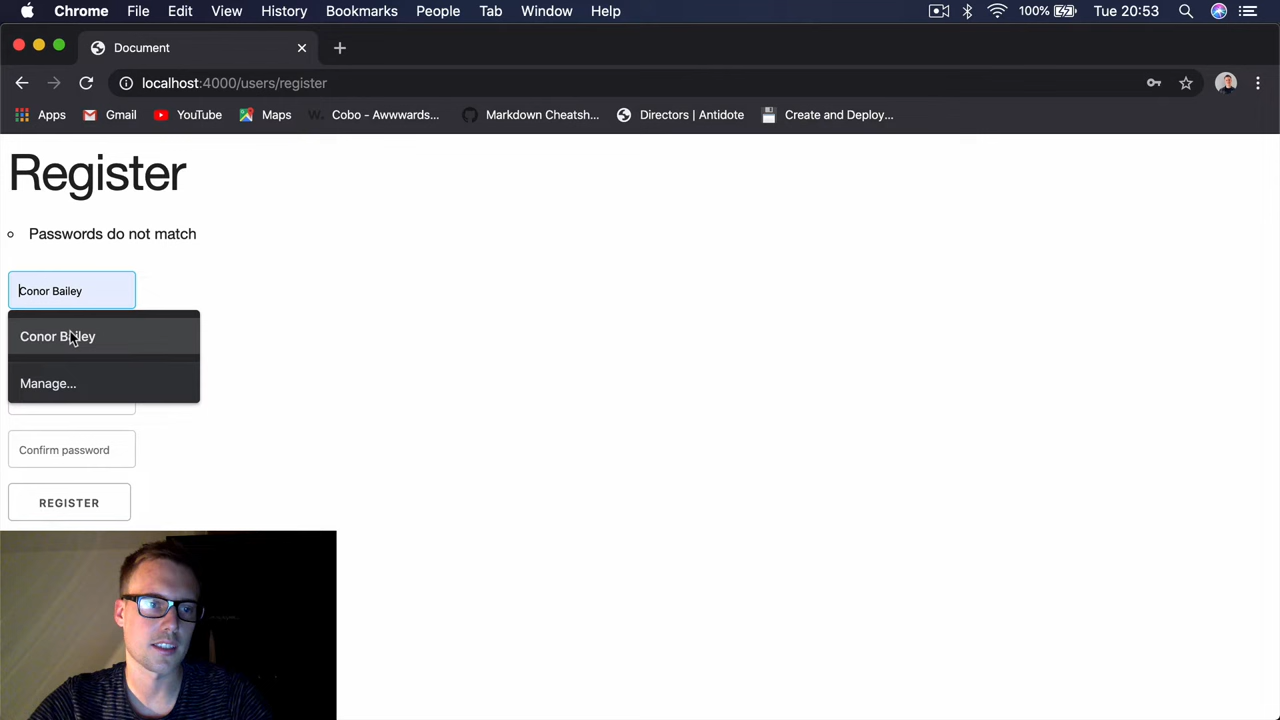 Chrome File Edit View History Bookmarks People Tab Window Help 100% Tue 20:53
Document
localhost:4000/users/register
Apps Gmail YouTube Maps W. Cobo - Awwwards... Markdown Cheatsh... Directors | Antidote Create and Deploy...
Register
Passwords do not match
Conor Bailey
Conor Bailey
Manage...
Confirm password
REGISTER